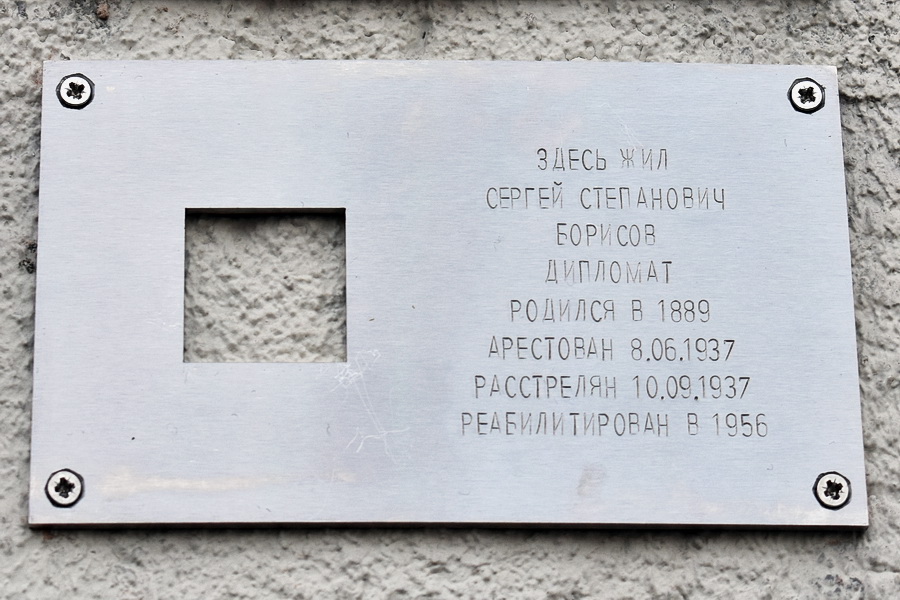 ЗДЕСЬ ЖИЛ
СЕРГЕЙ СТЕПАНОВИЧ
БОРИСОВ
ДИПЛОМАТ
РОДИЛСЯ В 1889
АРЕСТОВАН 8.06.1937
РАССТРЕЛЯН 10.09.1937
РЕАБИЛИТИРОВАН В 1956